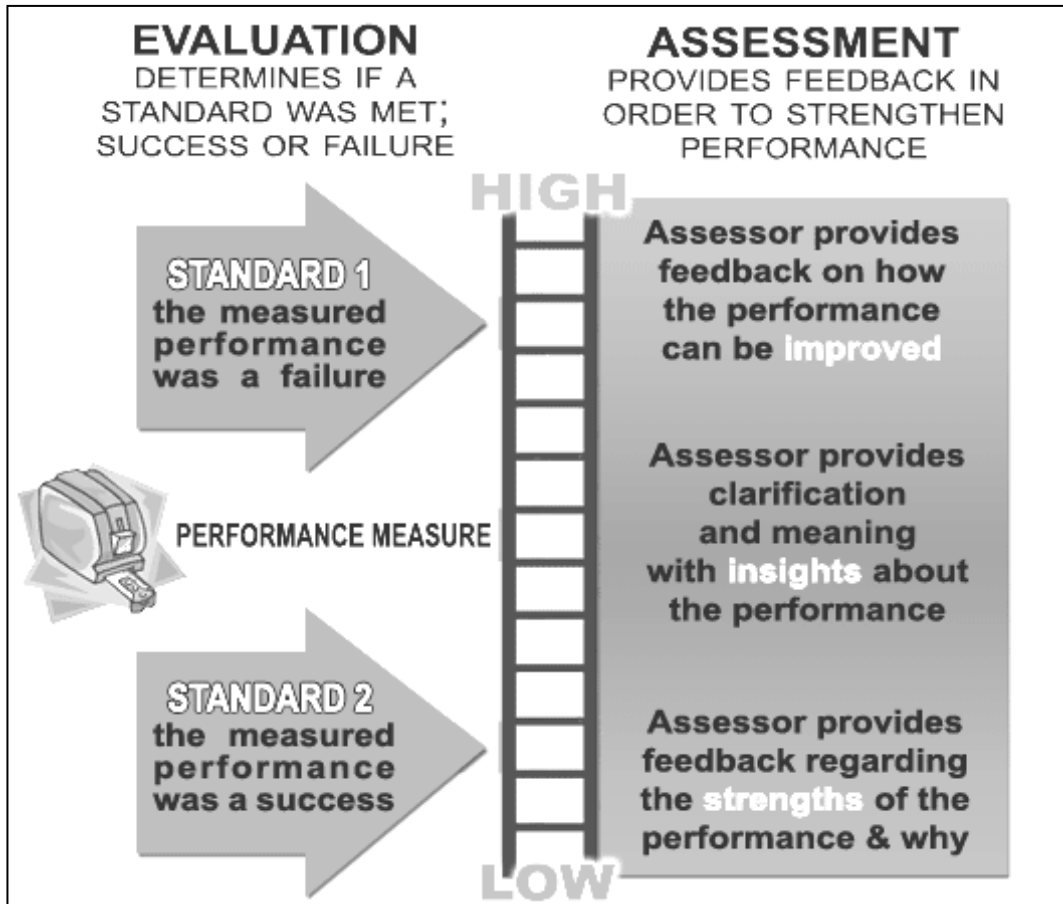 EVALUATION
DETERMINES IF A
STANDARD WAS MET;
SUCCESS OR FAILURE
ASSESSMENT
PROVIDES FEEDBACK IN
ORDER TO STRENGTHEN
PERFORMANCE
HIGH
STANDARD 1
the measured
performance
was a failure
PERFORMANCE MEASURE
STANDARD 2
the measured
performance
was a success
LOW
Assessor provides
feedback on how
the performance
can be improved
Assessor provides
clarification
and meaning
with insights about
the performance
Assessor provides
feedback regarding
the strengths of the
performance & why